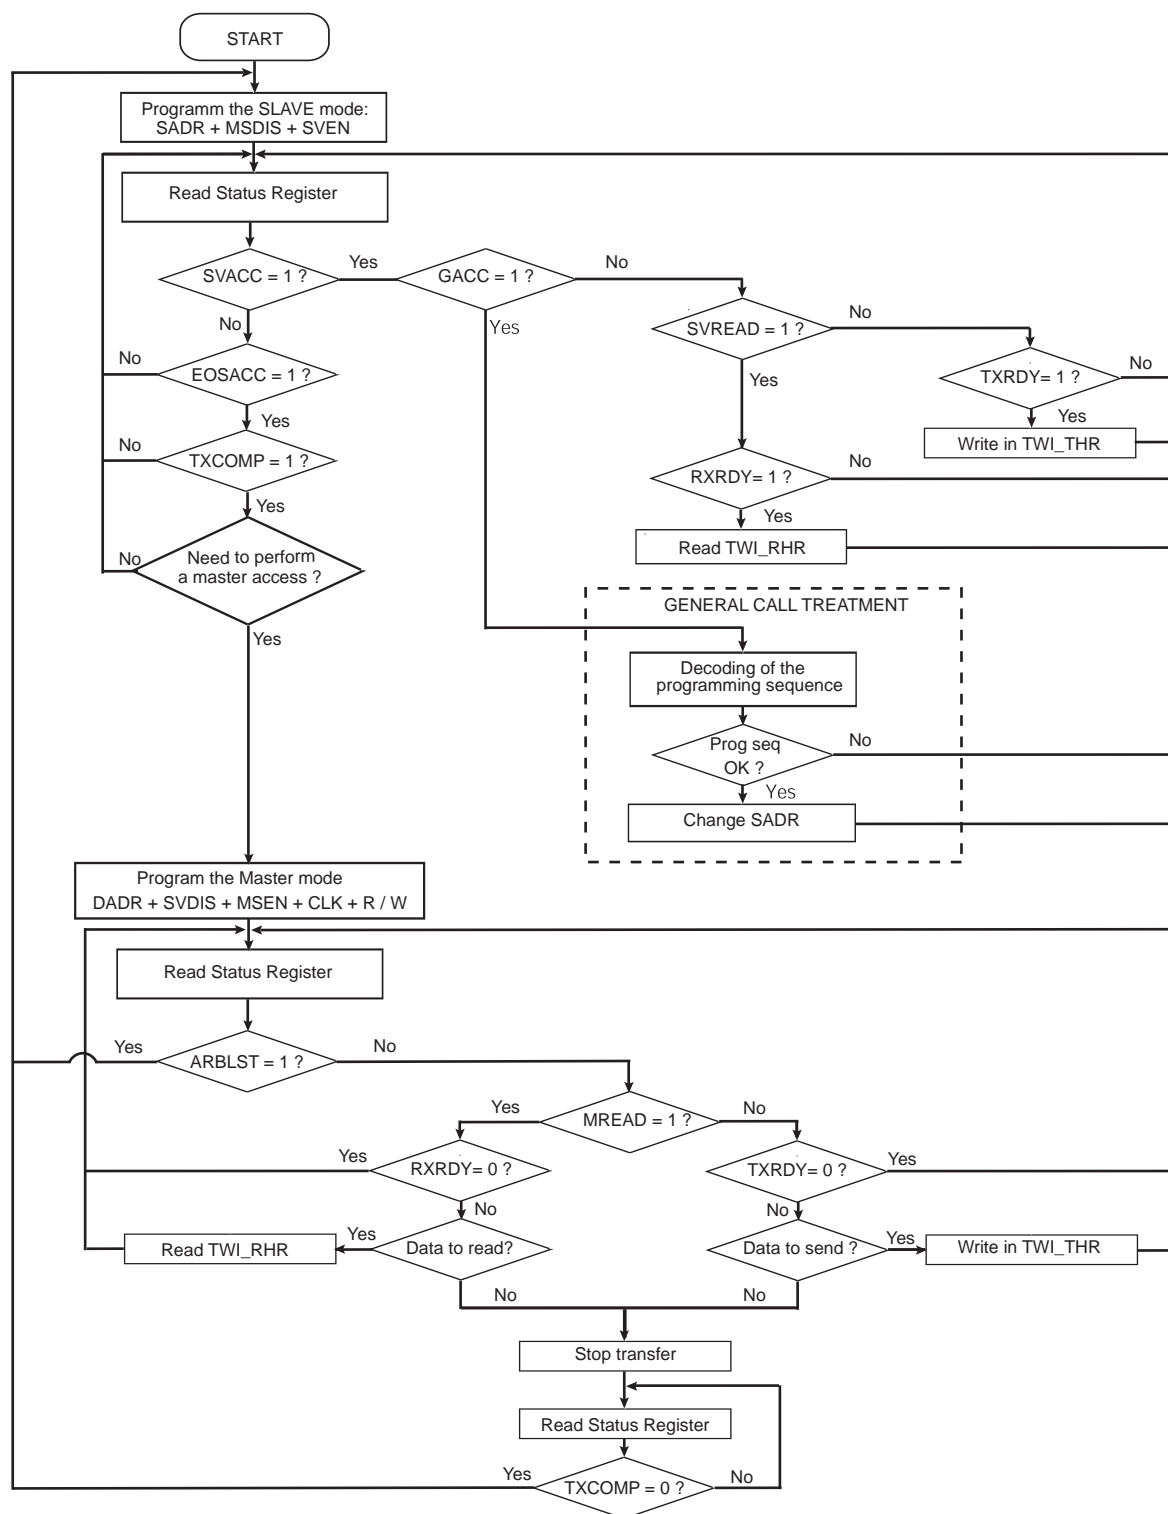 START
Programm the SLAVE mode:
SADR + MSDIS + SVEN
Read Status Register
SVACC = 1 ?
Yes
GACC = 1 ?
No
No
Yes
SVREAD = 1 ?
No
No
EOSACC = 1 ?
Yes
TXRDY= 1 ?
No
Yes
Yes
Write in TWI_THR
No
TXCOMP = 1 ?
RXRDY= 1 ?
No
Yes
Yes
No
Need to perform
a master access ?
Read TWI_RHR
Yes
GENERAL CALL TREATMENT
Decoding of the
programming sequence
Prog seq
OK ?
No
Yes
Change SADR
Program the Master mode
DADR + SVDIS + MSEN + CLK + R / W
Read Status Register
Yes
ARBLST = 1 ?
No
Yes
MREAD = 1 ?
No
Yes
RXRDY= 0 ?
TXRDY= 0 ?
Yes
No
No
Read TWI_RHR
Yes
Data to read?
Data to send ?
Yes
Write in TWI_THR
No
No
Stop transfer
Read Status Register
Yes
TXCOMP = 0 ?
No